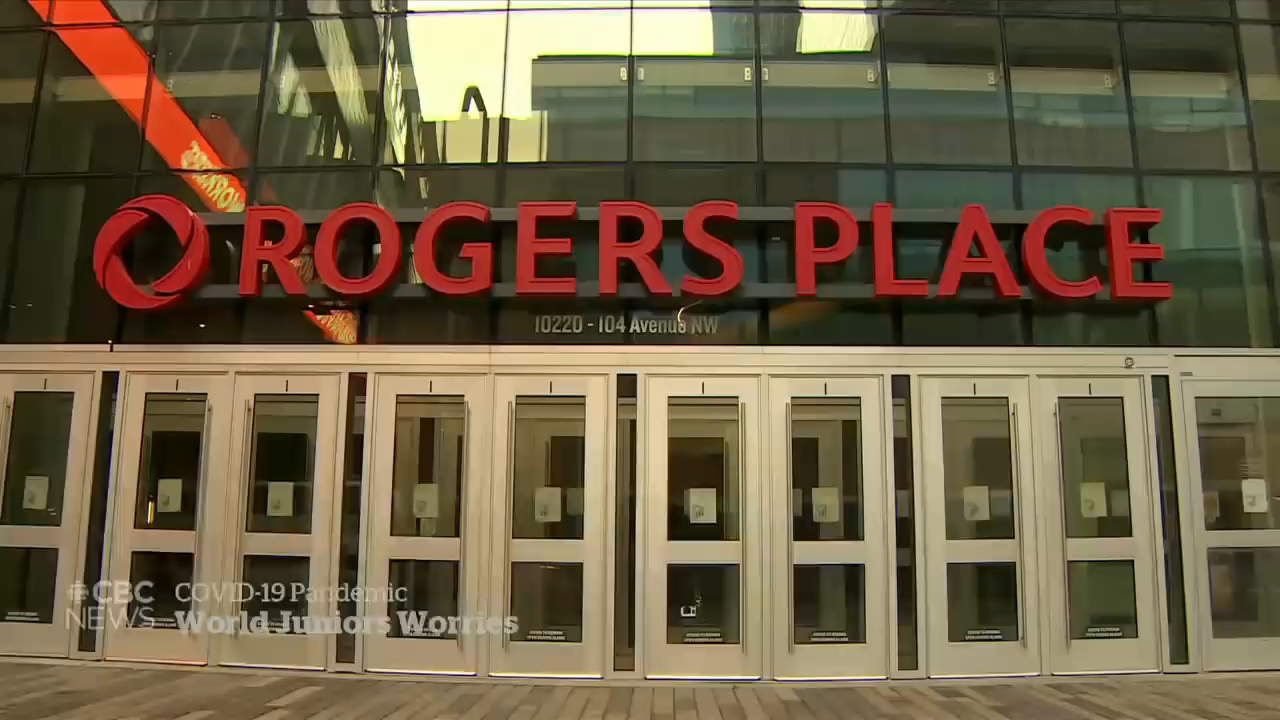 ROGERS PLACE
10220 - 104 Avenue NW
CBC
NEWS
COVID-19 Pandemic
World Juniors Worries